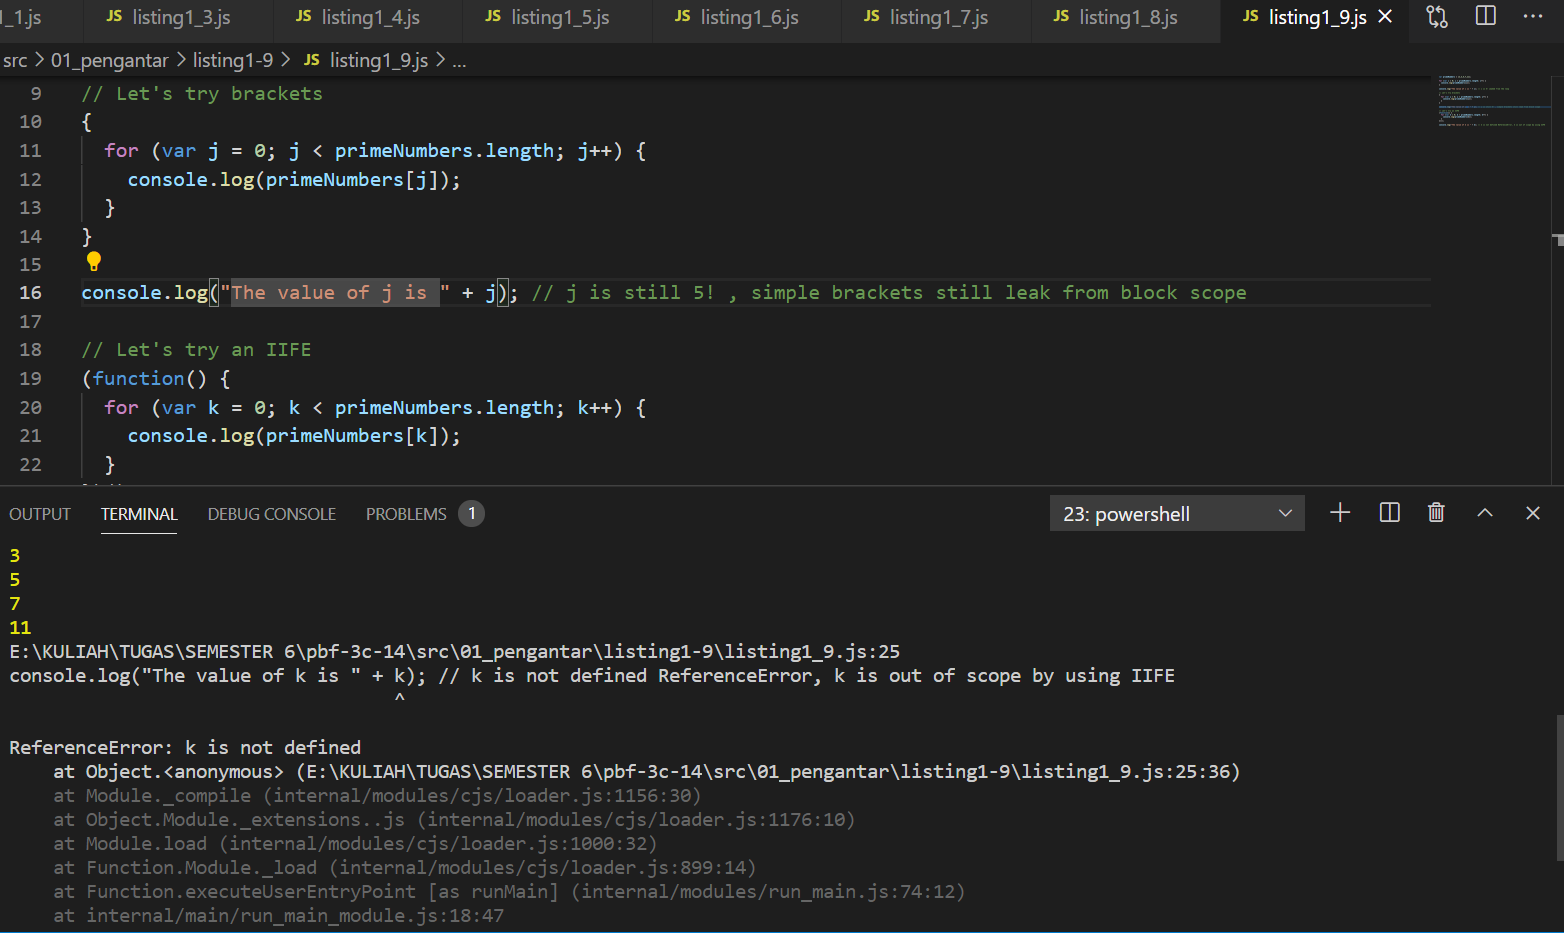 l_1.js JS listing1_3.js JS listing1_4.js JS listing1_5.js JS listing1_6.js JS listing1_7.js JS listing1_8.js JS listing1_9.js
src > 01_pengantar > listing1-9 > JS listing1_9.js > ...
9 // Let's try brackets
10 {
11 for (var j = 0; j < primeNumbers.length; j++) {
12 console.log(primeNumbers[j]);
13 }
14 }
15
16 console.log("The value of j is " + j); // j is still 5! , simple brackets still leak from block scope
17
18 // Let's try an IIFE
19 (function() {
20 for (var k = 0; k < primeNumbers.length; k++) {
21 console.log(primeNumbers[k]);
22 }
OUTPUT TERMINAL DEBUG CONSOLE PROBLEMS 1 23: powershell
3
5
7
11
E:\KULIAH\TUGAS\SEMESTER 6\pbf-3c-14\src\01_pengantar\listing1-9\listing1_9.js:25
console.log("The value of k is " + k); // k is not defined ReferenceError, k is out of scope by using IIFE
^
ReferenceError: k is not defined
at Object.<anonymous> (E:\KULIAH\TUGAS\SEMESTER 6\pbf-3c-14\src\01_pengantar\listing1-9\listing1_9.js:25:36)
at Module._compile (internal/modules/cjs/loader.js:1156:30)
at Object.Module._extensions..js (internal/modules/cjs/loader.js:1176:10)
at Module.load (internal/modules/cjs/loader.js:1000:32)
at Function.Module._load (internal/modules/cjs/loader.js:899:14)
at Function.executeUserEntryPoint [as runMain] (internal/modules/run_main.js:74:12)
at internal/main/run_main_module.js:18:47